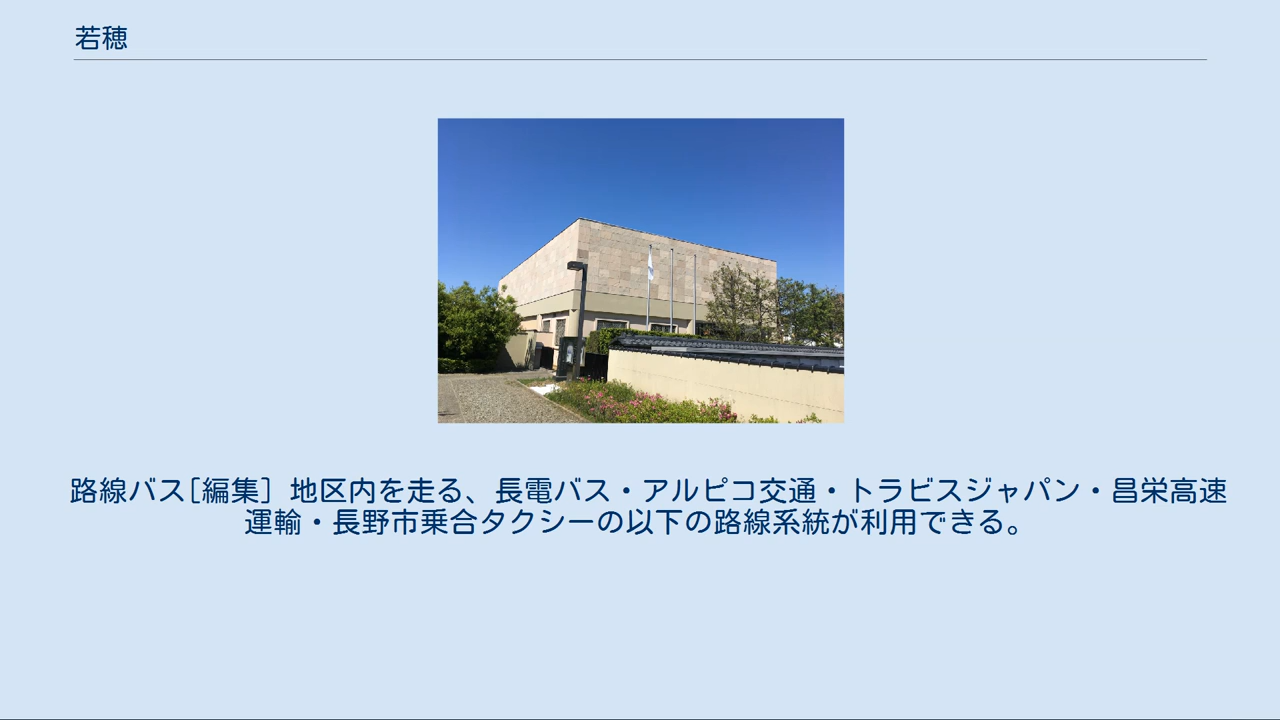 若穂
路線バス[編集] 地区内を走る、長電バス・アルピコ交通・トラビスジャパン・昌栄高速
運輸・長野市乗合タクシーの以下の路線系統が利用できる。